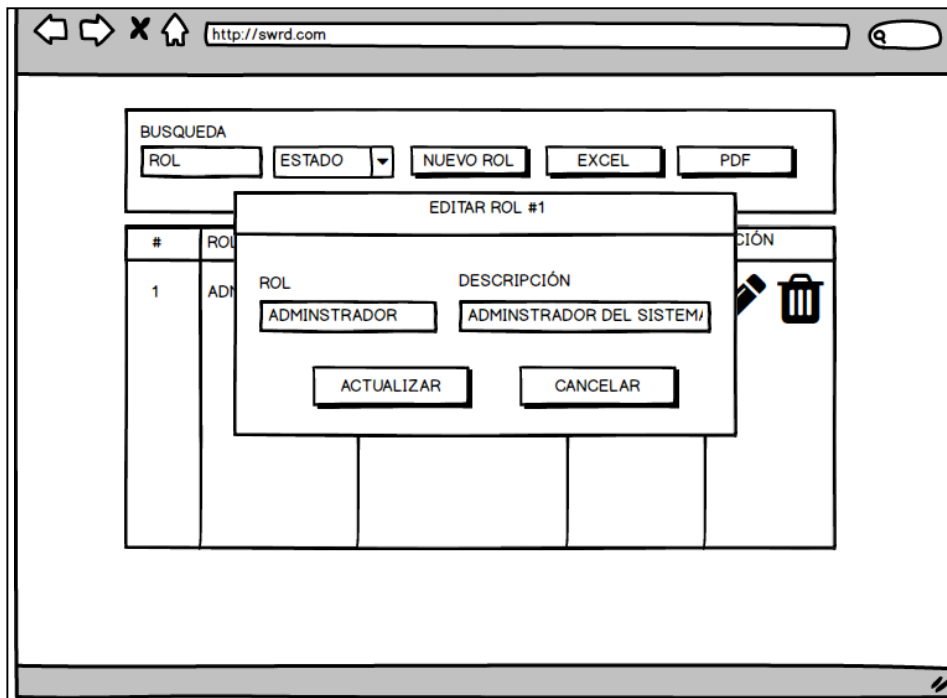 http://swrd.com
BUSQUEDA
ROL ESTADO NUEVO ROL EXCEL PDF
EDITAR ROL #1
# ROL CIÓN
ROL DESCRIPCIÓN
1 AD
ADMINSTRADOR ADMINSTRADOR DEL SISTEMA
ACTUALIZAR CANCELAR